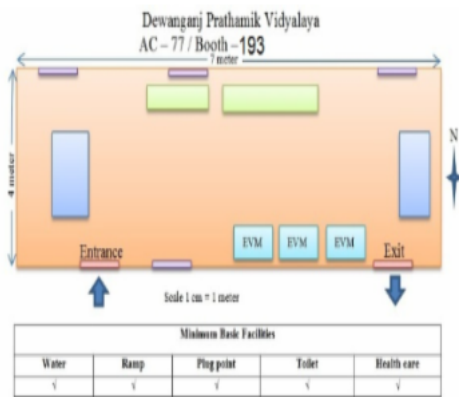 Dewanganj Prathamik Vidyalaya
AC – 77 / Booth –193
7 meter
4 meter
N
EVM EVM EVM
Entrance Exit
Scale 1 cm = 1 meter
Minimum Basic Facilities
Water Ramp Plug point Toilet Health care
√ √ √ √ √